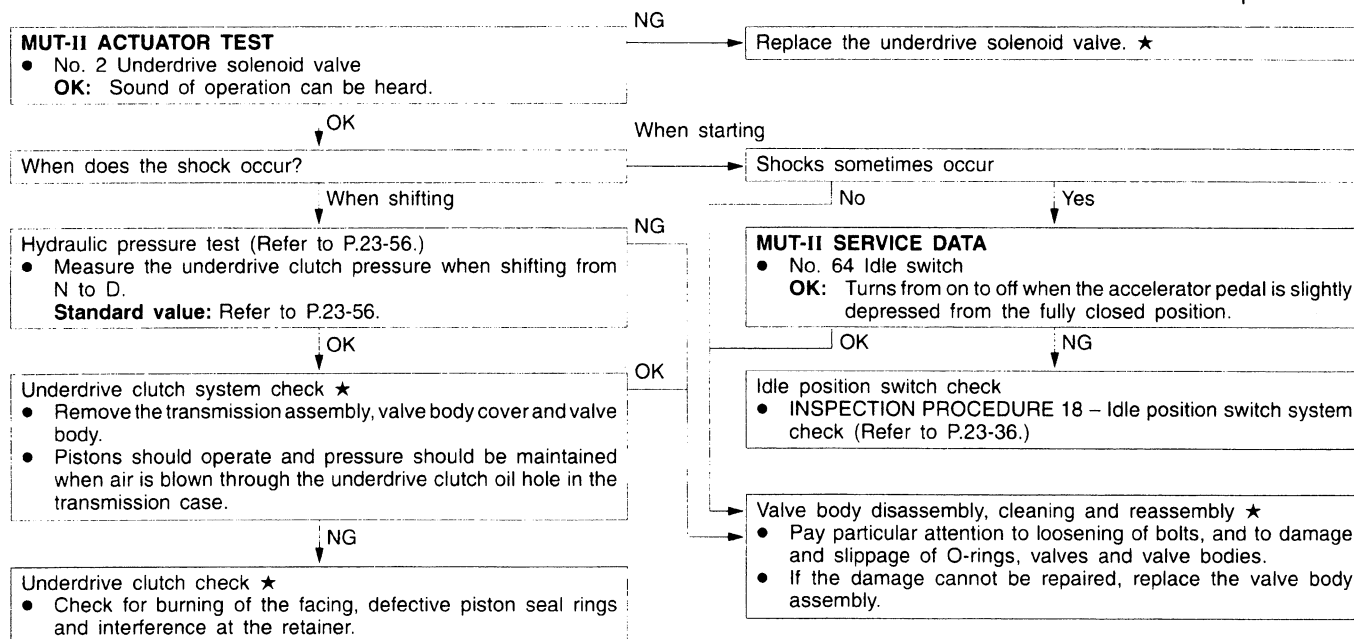 NG
MUT-II ACTUATOR TEST
● No. 2 Underdrive solenoid valve
OK: Sound of operation can be heard.
Replace the underdrive solenoid valve. ★
OK
When starting
When does the shock occur?
Shocks sometimes occur
When shifting
No
Yes
NG
Hydraulic pressure test (Refer to P.23-56.)
● Measure the underdrive clutch pressure when shifting from
N to D.
Standard value: Refer to P.23-56.
MUT-II SERVICE DATA
● No. 64 Idle switch
OK: Turns from on to off when the accelerator pedal is slightly
depressed from the fully closed position.
OK
OK
NG
OK
Underdrive clutch system check ★
● Remove the transmission assembly, valve body cover and valve
body.
● Pistons should operate and pressure should be maintained
when air is blown through the underdrive clutch oil hole in the
transmission case.
Idle position switch check
● INSPECTION PROCEDURE 18 – Idle position switch system
check (Refer to P.23-36.)
NG
Valve body disassembly, cleaning and reassembly ★
● Pay particular attention to loosening of bolts, and to damage
and slippage of O-rings, valves and valve bodies.
● If the damage cannot be repaired, replace the valve body
assembly.
Underdrive clutch check ★
● Check for burning of the facing, defective piston seal rings
and interference at the retainer.